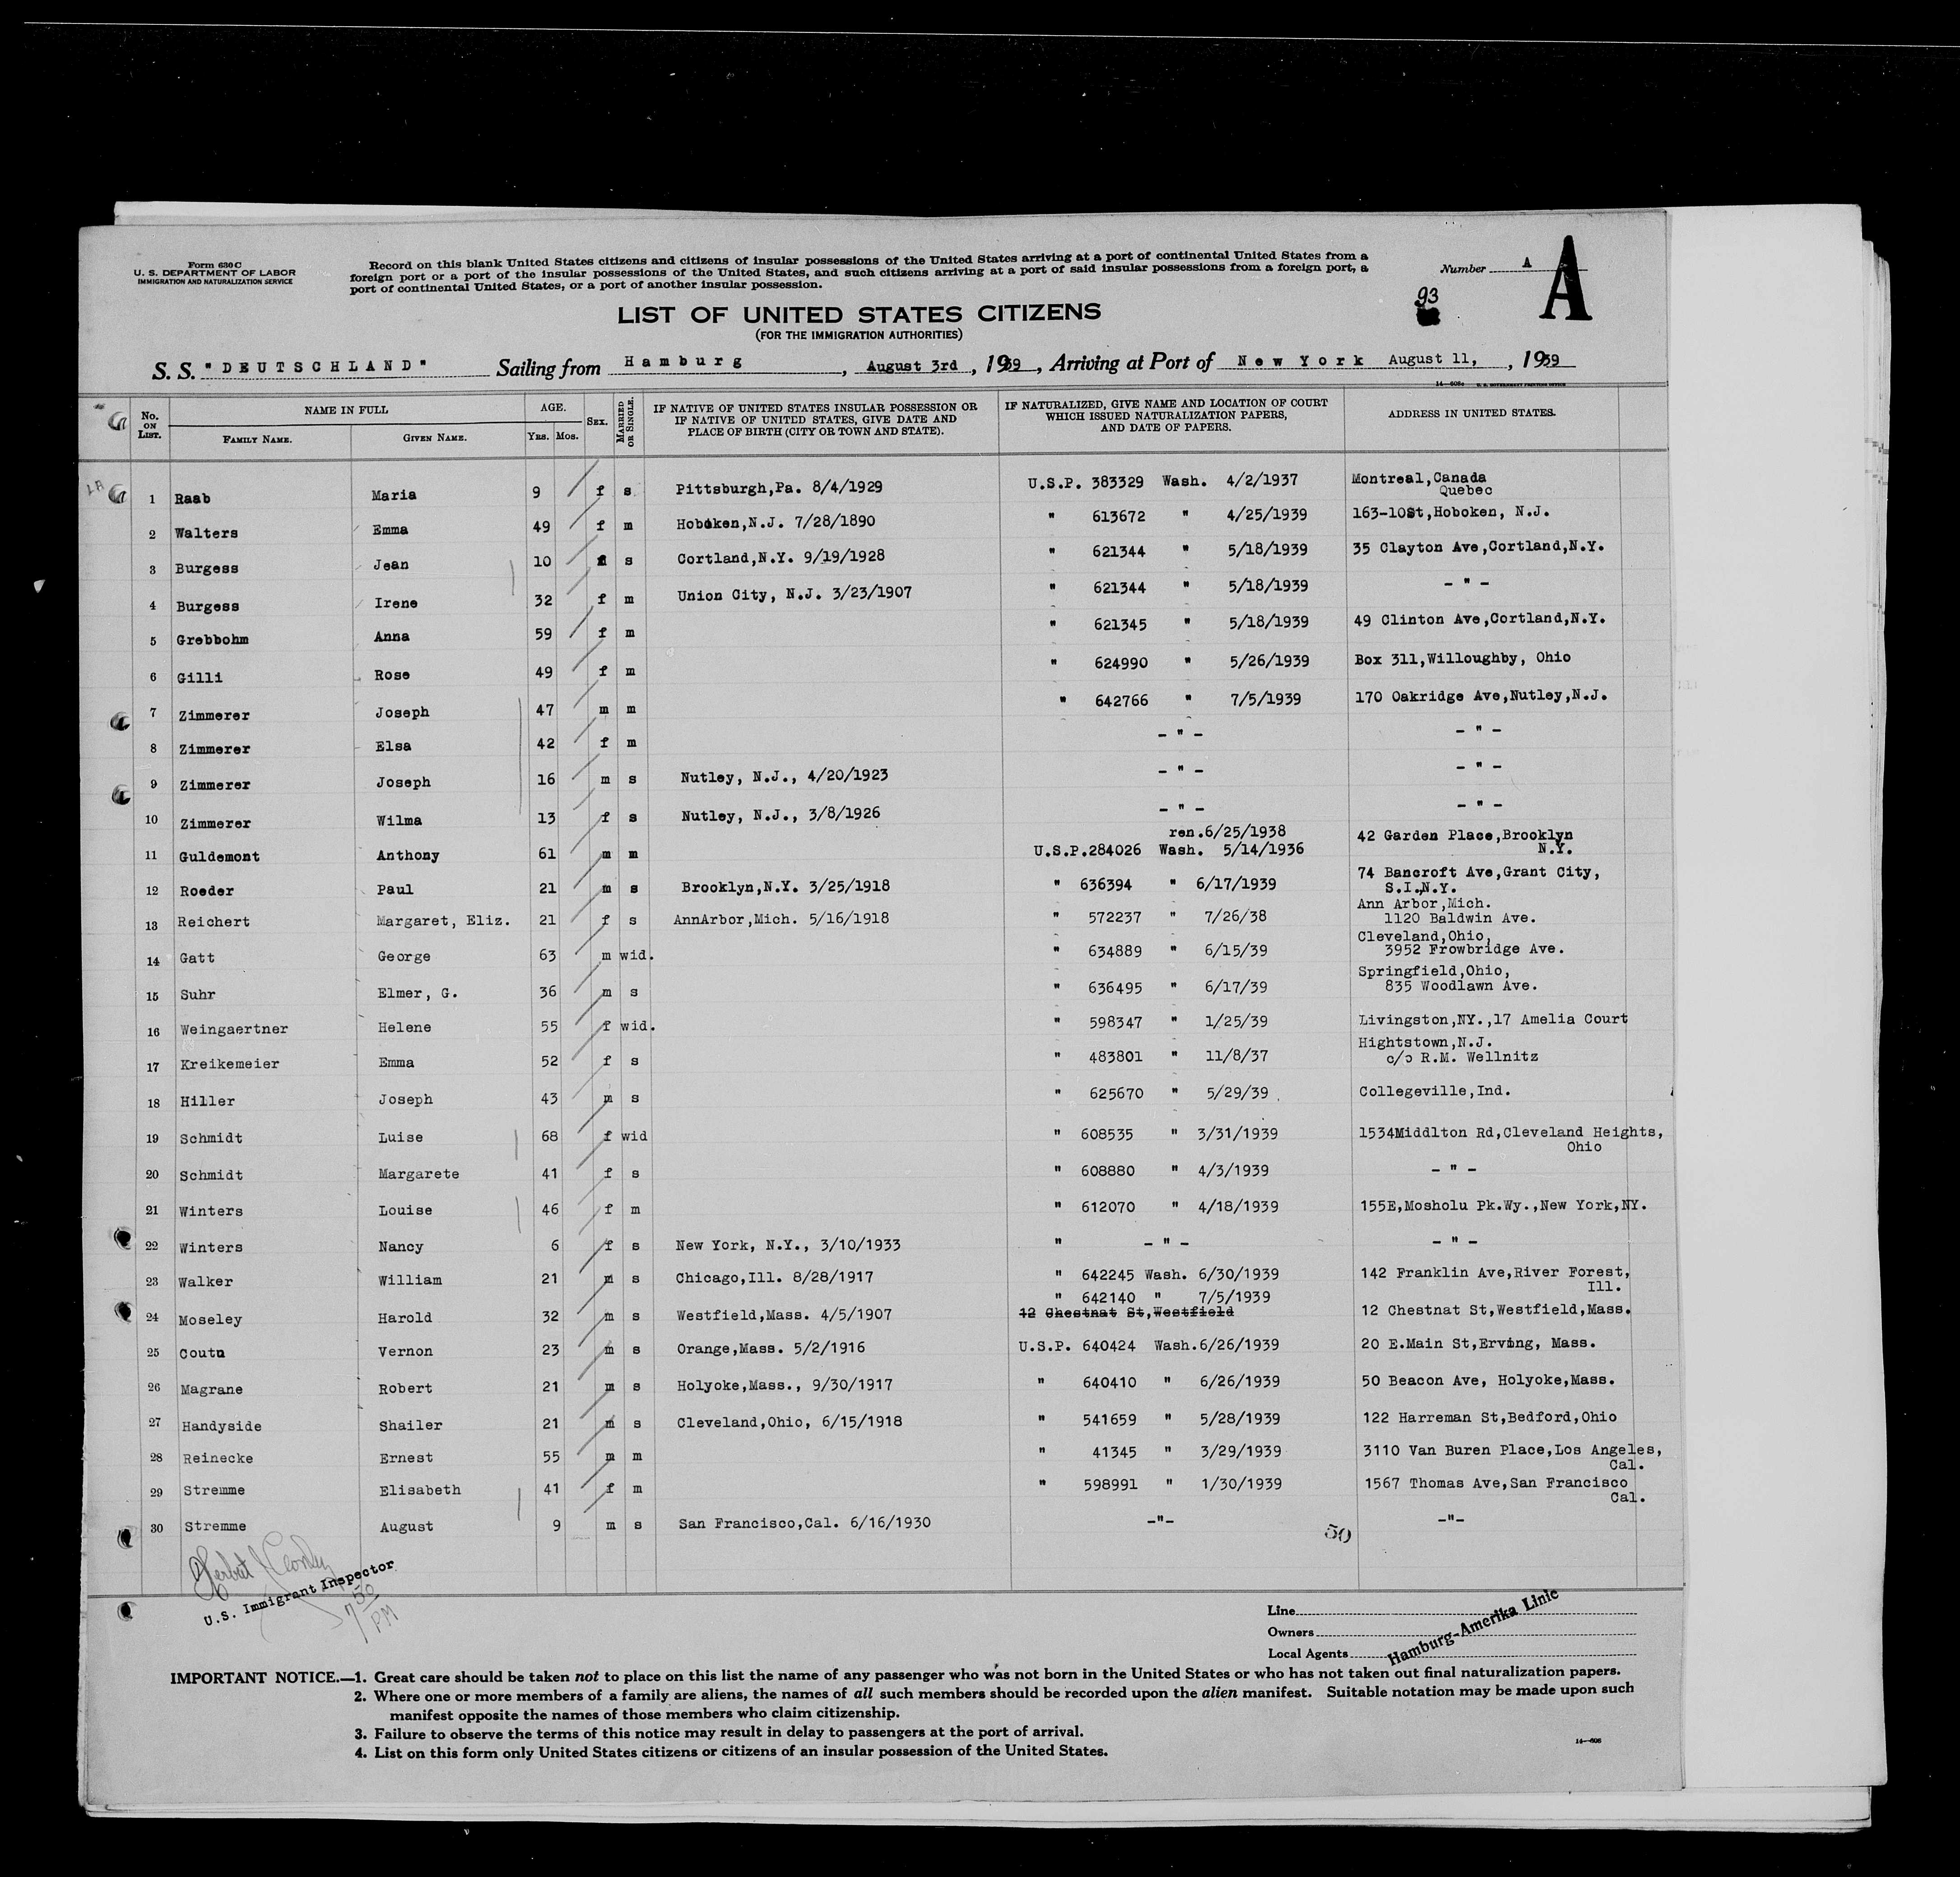 Form 630C
U. S. DEPARTMENT OF LABOR
IMMIGRATION AND NATURALIZATION SERVICE
Record on this blank United States citizens and citizens of insular possessions of the United States arriving at a port of continental United States from a
foreign port or a port of the insular possessions of the United States, and such citizens arriving at a port of said insular possessions from a foreign port, a
port of continental United States, or a port of another insular possession.
Number A
A
93
LIST OF UNITED STATES CITIZENS
(FOR THE IMMIGRATION AUTHORITIES)
S. S. "DEUTSCHLAND" Sailing from Hamburg, August 3rd, 1939, Arriving at Port of New York August 11, , 1939
No. ON LIST. NAME IN FULL FAMILY NAME. GIVEN NAME. AGE. YRS. MOS. SEX. MARRIED OR SINGLE. IF NATIVE OF UNITED STATES INSULAR POSSESSION OR IF NATIVE OF UNITED STATES, GIVE DATE AND PLACE OF BIRTH (CITY OR TOWN AND STATE). IF NATURALIZED, GIVE NAME AND LOCATION OF COURT WHICH ISSUED NATURALIZATION PAPERS, AND DATE OF PAPERS. ADDRESS IN UNITED STATES.
1 Raab Maria 9 f s Pittsburgh,Pa. 8/4/1929 U.S.P. 383329 Wash. 4/2/1937 Montreal,Canada
Quebec
2 Walters Emma 49 f m Hoboken,N.J. 7/28/1890 " 613672 " 4/25/1939 163-10St,Hoboken, N.J.
3 Burgess Jean 10 s Cortland,N.Y. 9/19/1928 " 621344 " 5/18/1939 35 Clayton Ave,Cortland,N.Y.
4 Burgess Irene 32 f m Union City, N.J. 3/23/1907 " 621344 " 5/18/1939 - " -
5 Grebbohm Anna 59 f m " 621345 " 5/18/1939 49 Clinton Ave,Cortland,N.Y.
6 Gilli Rose 49 f m " 624990 " 5/26/1939 Box 311,Willoughby, Ohio
7 Zimmerer Joseph 47 m m " 642766 " 7/5/1939 170 Oakridge Ave,Nutley,N.J.
8 Zimmerer Elsa 42 f m - " - - " -
9 Zimmerer Joseph 16 m s Nutley, N.J., 4/20/1923 - " - - " -
10 Zimmerer Wilma 13 f s Nutley, N.J., 3/8/1926 - " - - " -
ren.6/25/1938
11 Guldemont Anthony 61 m m U.S.P.284026 Wash. 5/14/1936 42 Garden Place,Brooklyn
N.Y.
12 Roeder Paul 21 m s Brooklyn,N.Y. 3/25/1918 " 636394 " 6/17/1939 74 Bancroft Ave,Grant City,
S.I.,N.Y.
13 Reichert Margaret, Eliz. 21 f s AnnArbor,Mich. 5/16/1918 " 572237 " 7/26/38 Ann Arbor,Mich.
1120 Baldwin Ave.
14 Gatt George 63 m wid. " 634889 " 6/15/39 Cleveland,Ohio,
3952 Frowbridge Ave.
15 Suhr Elmer, G. 36 m s " 636495 " 6/17/39 Springfield,Ohio,
835 Woodlawn Ave.
16 Weingaertner Helene 55 f wid. " 598347 " 1/25/39 Livingston,NY.,17 Amelia Court
17 Kreikemeier Emma 52 f s " 483801 " 11/8/37 Hightstown,N.J.
c/o R.M. Wellnitz
18 Hiller Joseph 43 m s " 625670 " 5/29/39 Collegeville,Ind.
19 Schmidt Luise 68 f wid " 608535 " 3/31/1939 1534Middlton Rd,Cleveland Heights,
Ohio
20 Schmidt Margarete 41 f s " 608880 " 4/3/1939 - " -
21 Winters Louise 46 f m " 612070 " 4/18/1939 155E,Mosholu Pk.Wy.,New York,NY.
22 Winters Nancy 6 f s New York, N.Y., 3/10/1933 " - " - - " -
23 Walker William 21 m s Chicago,Ill. 8/28/1917 " 642245 Wash. 6/30/1939 142 Franklin Ave,River Forest,
Ill.
" 642140 " 7/5/1939
24 Moseley Harold 32 m s Westfield,Mass. 4/5/1907 12 Chestnat St,Westfield 12 Chestnat St,Westfield,Mass.
25 Coutu Vernon 23 m s Orange,Mass. 5/2/1916 U.S.P. 640424 Wash.6/26/1939 20 E.Main St,Erving, Mass.
26 Magrane Robert 21 m s Holyoke,Mass., 9/30/1917 " 640410 " 6/26/1939 50 Beacon Ave, Holyoke,Mass.
27 Handyside Shailer 21 m s Cleveland,Ohio, 6/15/1918 " 541659 " 5/28/1939 122 Harreman St,Bedford,Ohio
28 Reinecke Ernest 55 m m " 41345 " 3/29/1939 3110 Van Buren Place,Los Angeles,
Cal.
29 Stremme Elisabeth 41 f m " 598991 " 1/30/1939 1567 Thomas Ave,San Francisco
Cal.
30 Stremme August 9 m s San Francisco,Cal. 6/16/1930 -"- -"-
50
U.S. Immigrant Inspector
7 50 PM
Line
Owners
Local Agents Hamburg-Amerika Linie
IMPORTANT NOTICE.—1. Great care should be taken not to place on this list the name of any passenger who was not born in the United States or who has not taken out final naturalization papers.
2. Where one or more members of a family are aliens, the names of all such members should be recorded upon the alien manifest. Suitable notation may be made upon such
manifest opposite the names of those members who claim citizenship.
3. Failure to observe the terms of this notice may result in delay to passengers at the port of arrival.
4. List on this form only United States citizens or citizens of an insular possession of the United States.
14—608